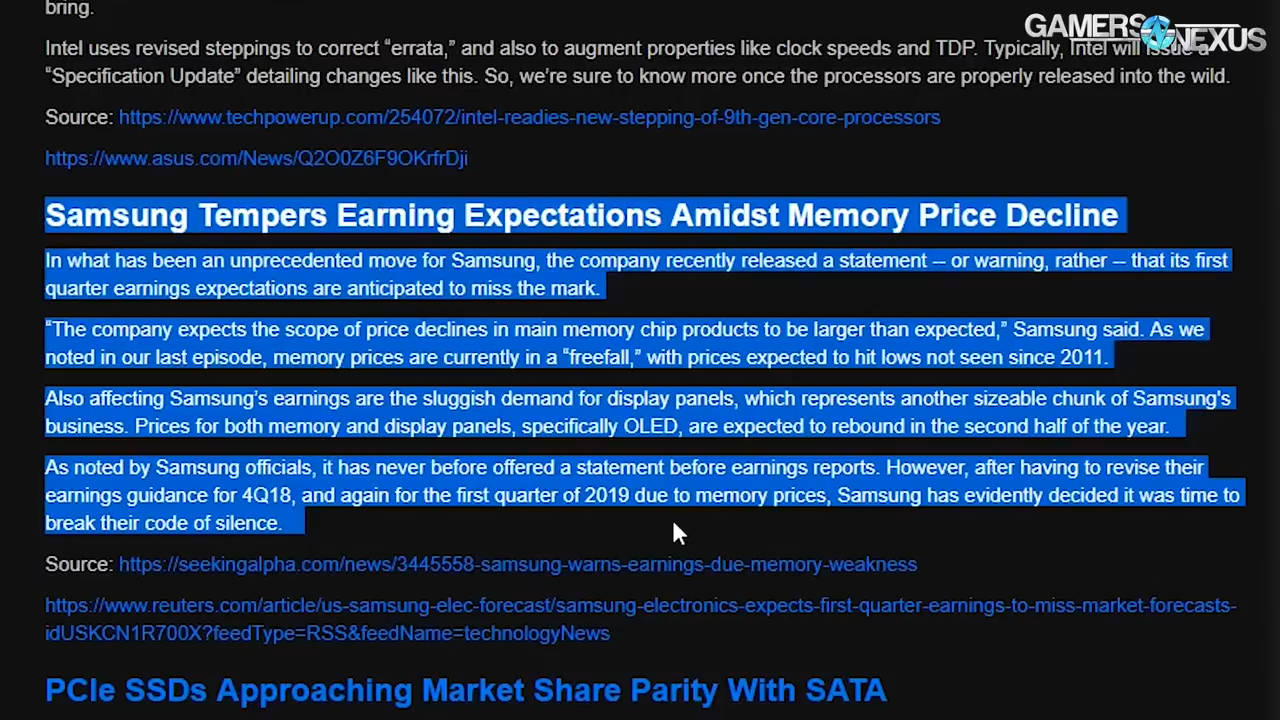 bring.
GAMERS NEXUS
Intel uses revised steppings to correct “errata,” and also to augment properties like clock speeds and TDP. Typically, Intel will issue a
“Specification Update” detailing changes like this. So, we're sure to know more once the processors are properly released into the wild.
Source: https://www.techpowerup.com/254072/intel-readies-new-stepping-of-9th-gen-core-processors
https://www.asus.com/News/Q2O0Z6F9OKrfrDji
Samsung Tempers Earning Expectations Amidst Memory Price Decline
In what has been an unprecedented move for Samsung, the company recently released a statement -- or warning, rather -- that its first
quarter earnings expectations are anticipated to miss the mark.
“The company expects the scope of price declines in main memory chip products to be larger than expected,” Samsung said. As we
noted in our last episode, memory prices are currently in a “freefall,” with prices expected to hit lows not seen since 2011.
Also affecting Samsung's earnings are the sluggish demand for display panels, which represents another sizeable chunk of Samsung's
business. Prices for both memory and display panels, specifically OLED, are expected to rebound in the second half of the year.
As noted by Samsung officials, it has never before offered a statement before earnings reports. However, after having to revise their
earnings guidance for 4Q18, and again for the first quarter of 2019 due to memory prices, Samsung has evidently decided it was time to
break their code of silence.
Source: https://seekingalpha.com/news/3445558-samsung-warns-earnings-due-memory-weakness
https://www.reuters.com/article/us-samsung-elec-forecast/samsung-electronics-expects-first-quarter-earnings-to-miss-market-forecasts-
idUSKCN1R700X?feedType=RSS&feedName=technologyNews
PCIe SSDs Approaching Market Share Parity With SATA